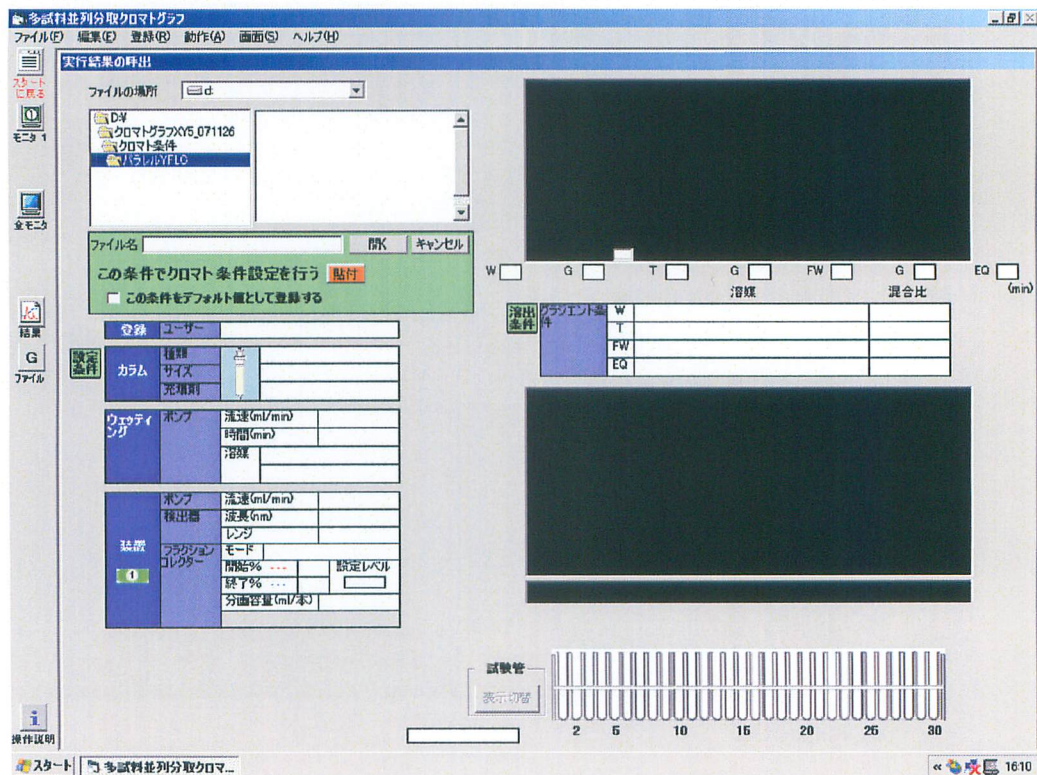 多試料並列分取クロマトグラフ
ファイル(F) 編集(E) 登録(R) 動作(A) 画面(S) ヘルプ(H)
実行結果の呼出
スタート
に戻る
モニタ 1
全モニタ
結果
G
ファイル
i
操作説明
ファイルの場所 d:
D:¥
クロマトグラフXY5_071126
クロマト条件
パラレルYFLC
ファイル名 開K キャンセル
この条件でクロマト条件設定を行う 貼付
この条件をデフォルト値として登録する
登録 ユーザー
設定
条件
カラム
種類
サイズ
充填剤
ウェッティ
ング
ポンプ 流速(ml/min)
時間(min)
溶媒
装置
1
ポンプ 流速(ml/min)
検出器 波長(nm)
レンジ
フラクション
コレクター
モード
開始% --- 設定レベル
終了% ---
分画容量(ml/本)
W G T G FW G EQ
(min)
溶媒 混合比
溶出
条件
グラジエント条
件
W
T
FW
EQ
試験管
表示切替
2 5 10 15 20 25 30
スタート 多試料並列分取クロマ... « 16:10